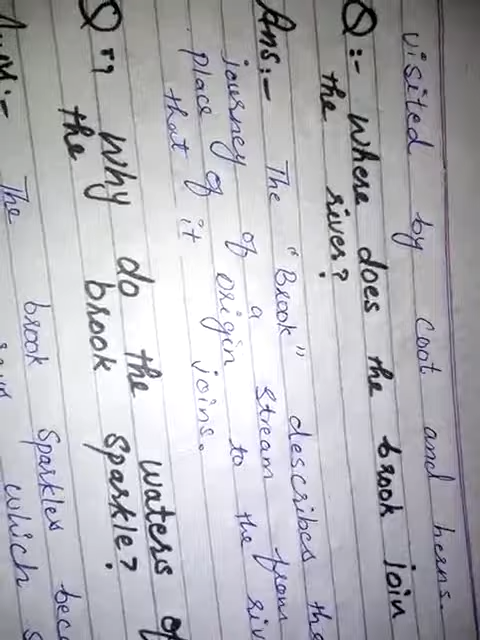 visited by coot and herns.
Q:- where does the brook join
the river?
Ans:- The "Brook" describes the
journey of a stream from
place of origin to the riv
that it joins.
Q:- why do the waters of
the brook sparkle?
Ans:- The brook sparkles beca
which s